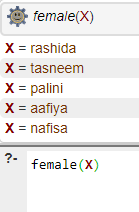 female(X)
X = rashida
X = tasneem
X = palini
X = aafiya
X = nafisa
?- female(X)